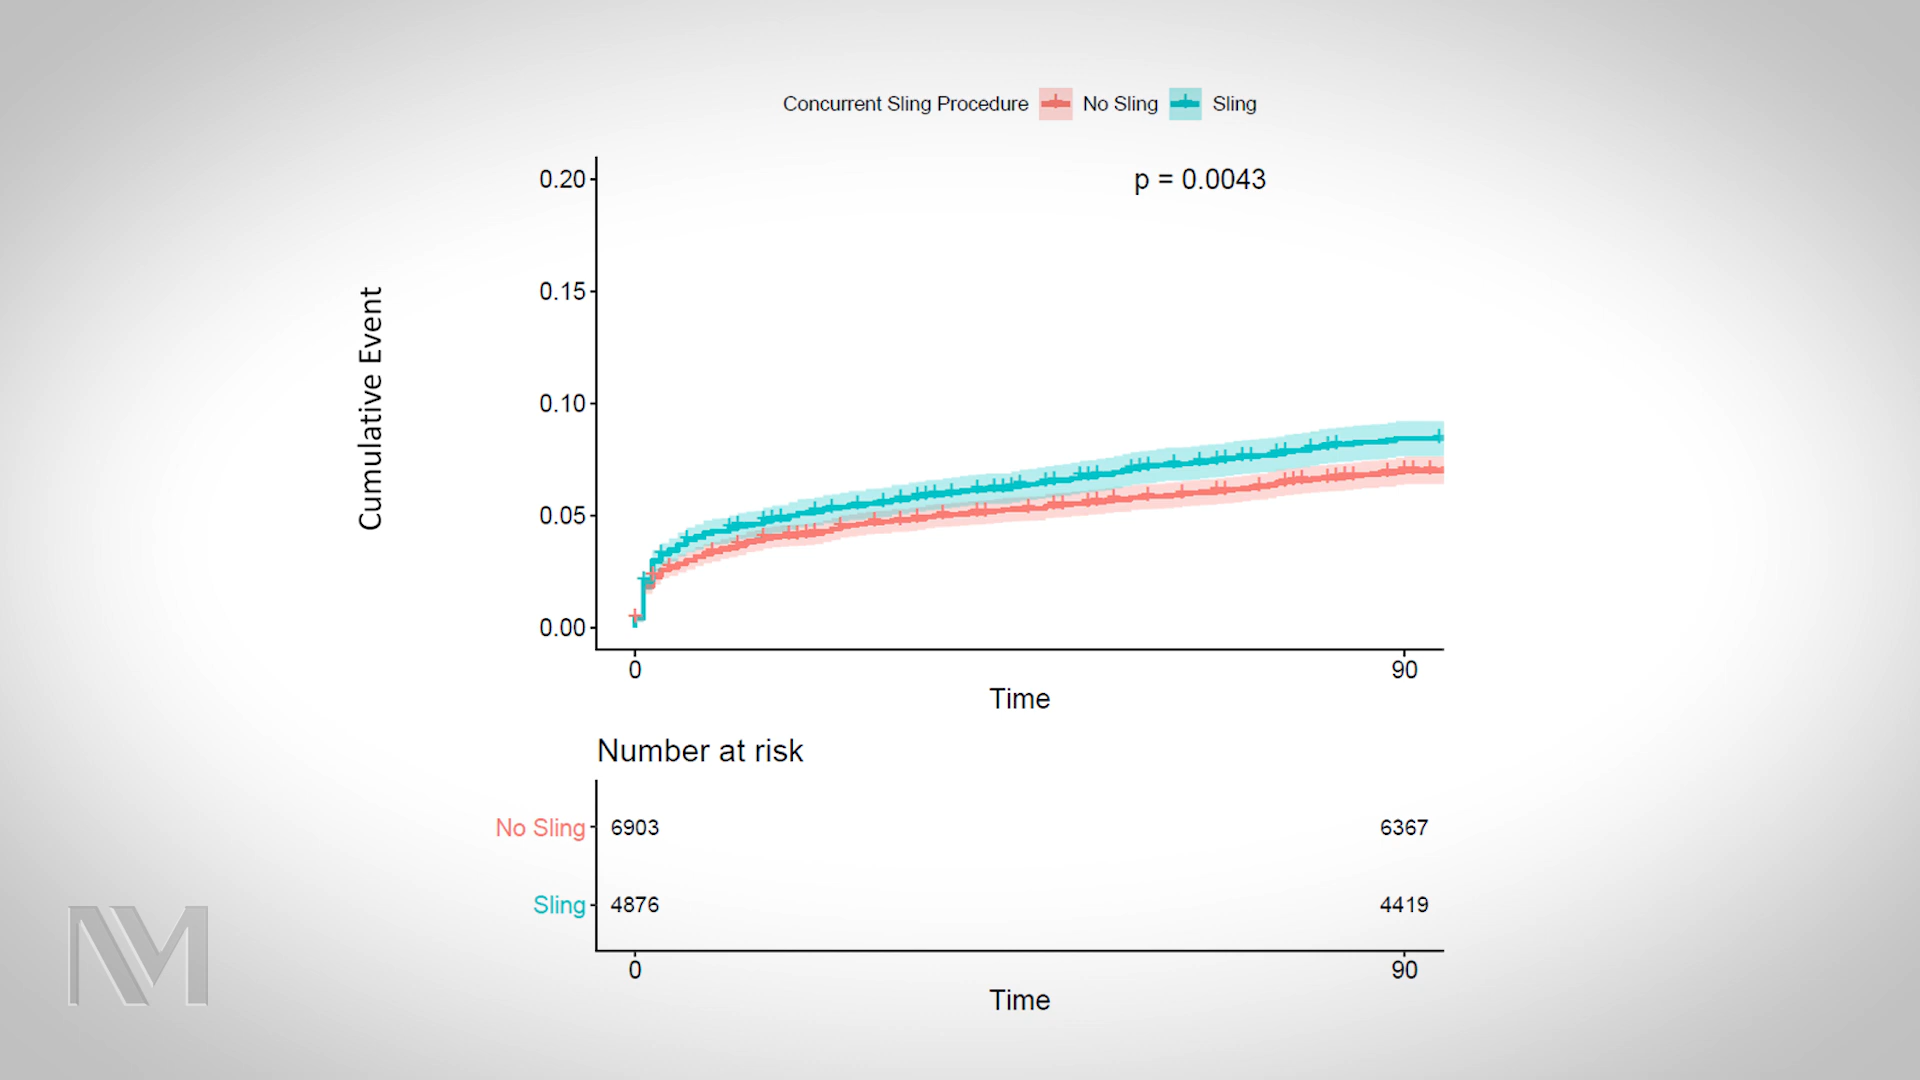 Concurrent Sling Procedure No Sling Sling
p = 0.0043
0.20
0.15
0.10
0.05
0.00
Cumulative Event
0 90
Time
Number at risk
No Sling 6903 6367
Sling 4876 4419
0 90
Time
NM